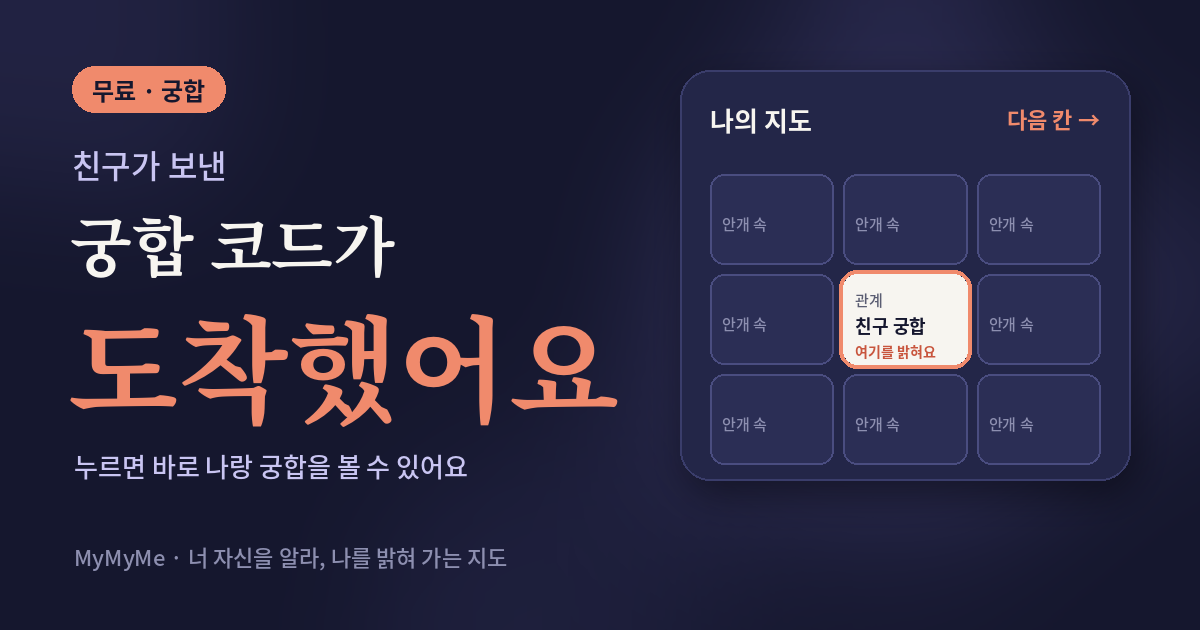 무료 · 궁합
친구가 보낸
궁합 코드가
도착했어요
누르면 바로 나랑 궁합을 볼 수 있어요
MyMyMe · 너 자신을 알라, 나를 밝혀 가는 지도
나의 지도
다음 칸 →
안개 속
안개 속
안개 속
안개 속
관계
친구 궁합
여기를 밝혀요
안개 속
안개 속
안개 속
안개 속